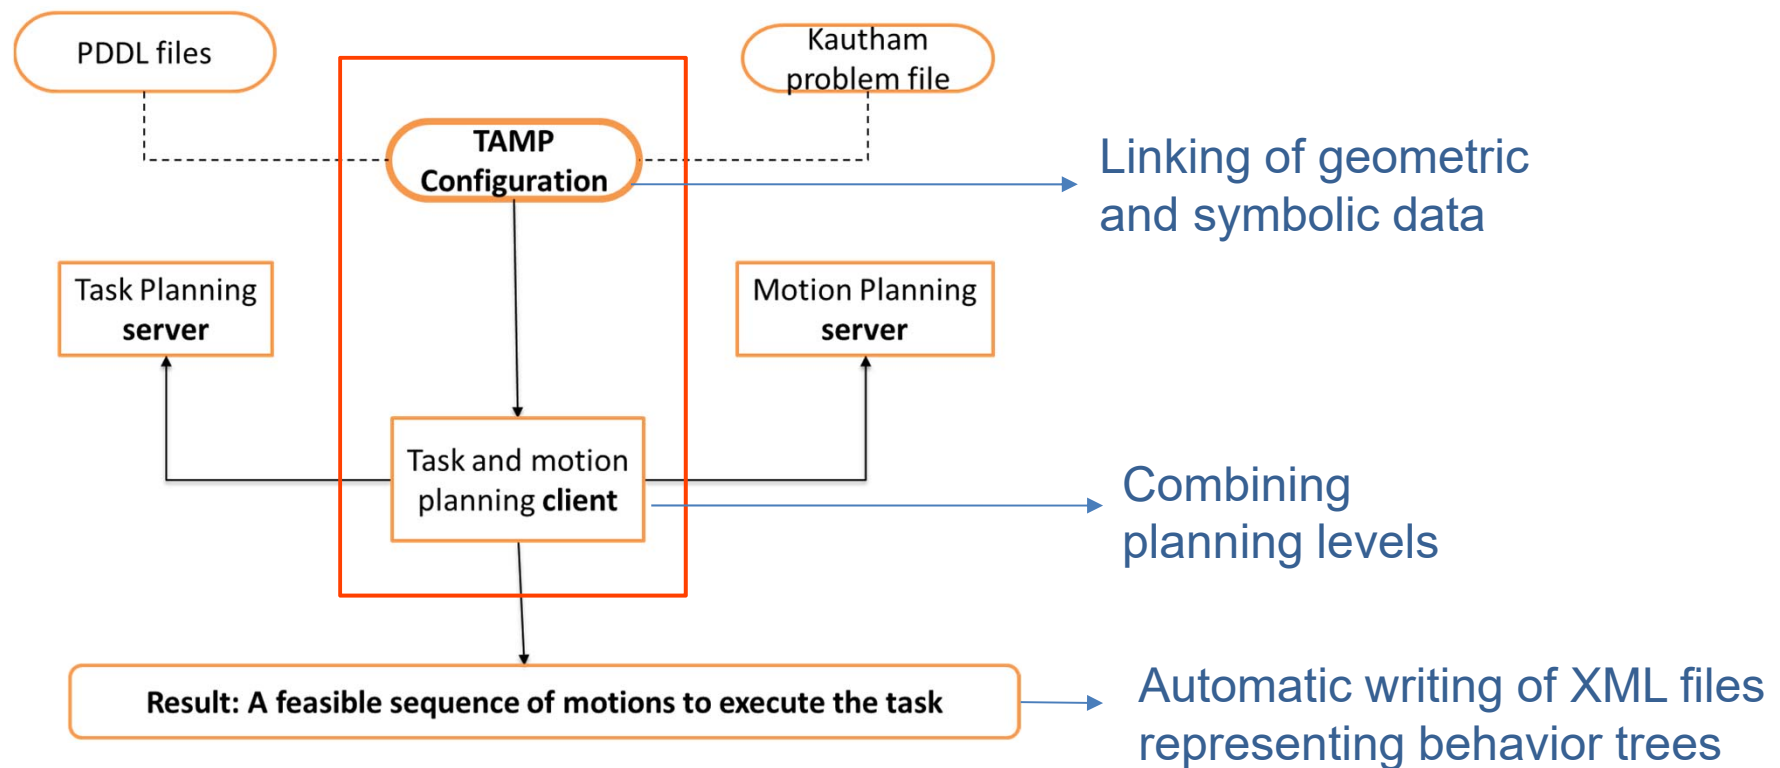 PDDL files
Kautham
problem file
TAMP
Configuration
Linking of geometric
and symbolic data
Task Planning
server
Motion Planning
server
Task and motion
planning client
Combining
planning levels
Result: A feasible sequence of motions to execute the task
Automatic writing of XML files
representing behavior trees